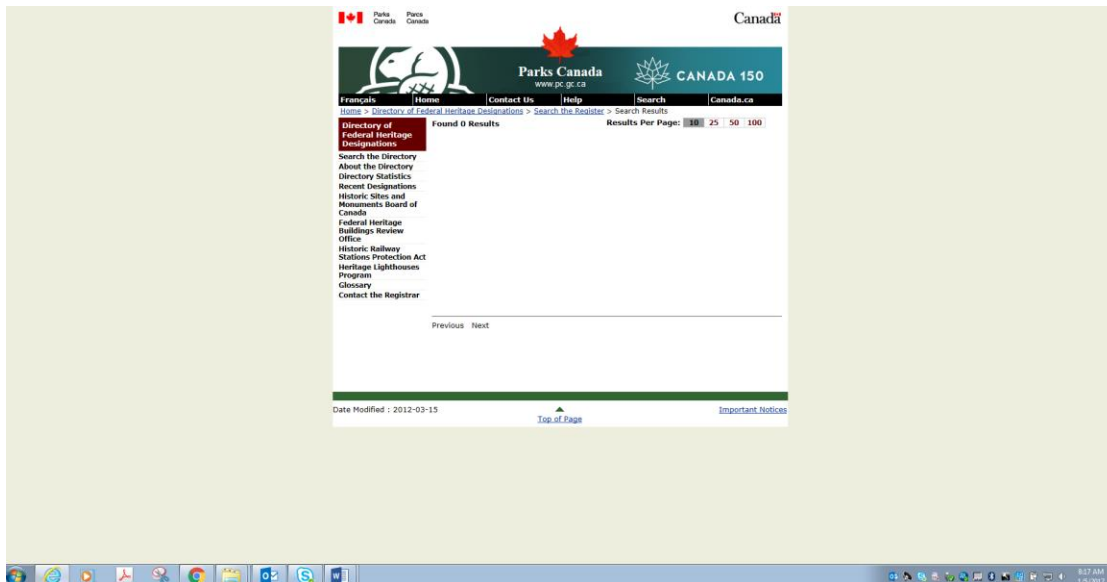 Parks Canada Parcs Canada
Canada
Parks Canada
www.pc.gc.ca
CANADA 150
Français Home Contact Us Help Search Canada.ca
Home > Directory of Federal Heritage Designations > Search the Register > Search Results
Directory of
Federal Heritage
Designations
Found 0 Results Results Per Page: 10 25 50 100
Search the Directory
About the Directory
Directory Statistics
Recent Designations
Historic Sites and
Monuments Board of
Canada
Federal Heritage
Buildings Review
Office
Historic Railway
Stations Protection Act
Heritage Lighthouses
Program
Glossary
Contact the Registrar
Previous Next
Date Modified : 2012-03-15
Top of Page
Important Notices
8:17 AM